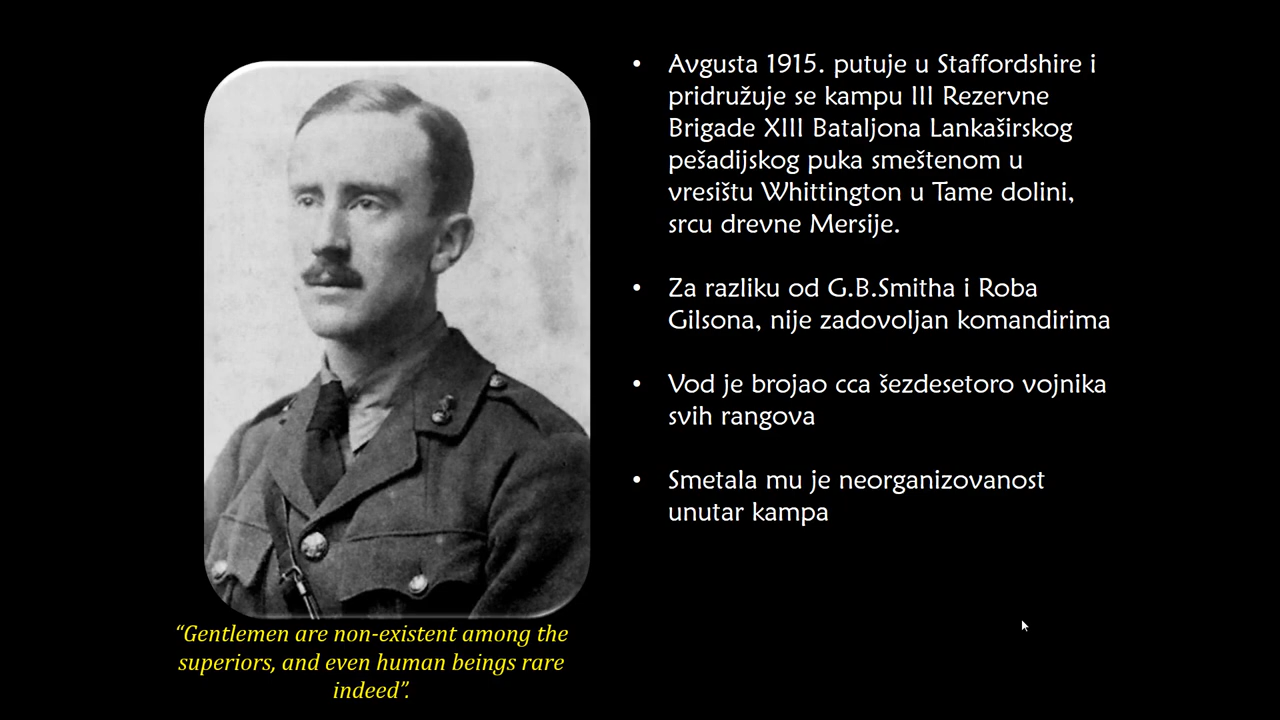 • Avgusta 1915. putuje u Staffordshire i
pridružuje se kampu III Rezervne
Brigade XIII Bataljona Lankaširskog
pešadijskog puka smeštenom u
vresištu Whittington u Tame dolini,
srcu drevne Mersije.
• Za razliku od G.B.Smitha i Roba
Gilsona, nije zadovoljan komandirima
• Vod je brojao cca šezdesetoro vojnika
svih rangova
• Smetala mu je neorganizovanost
unutar kampa
“Gentlemen are non-existent among the
superiors, and even human beings rare
indeed”.